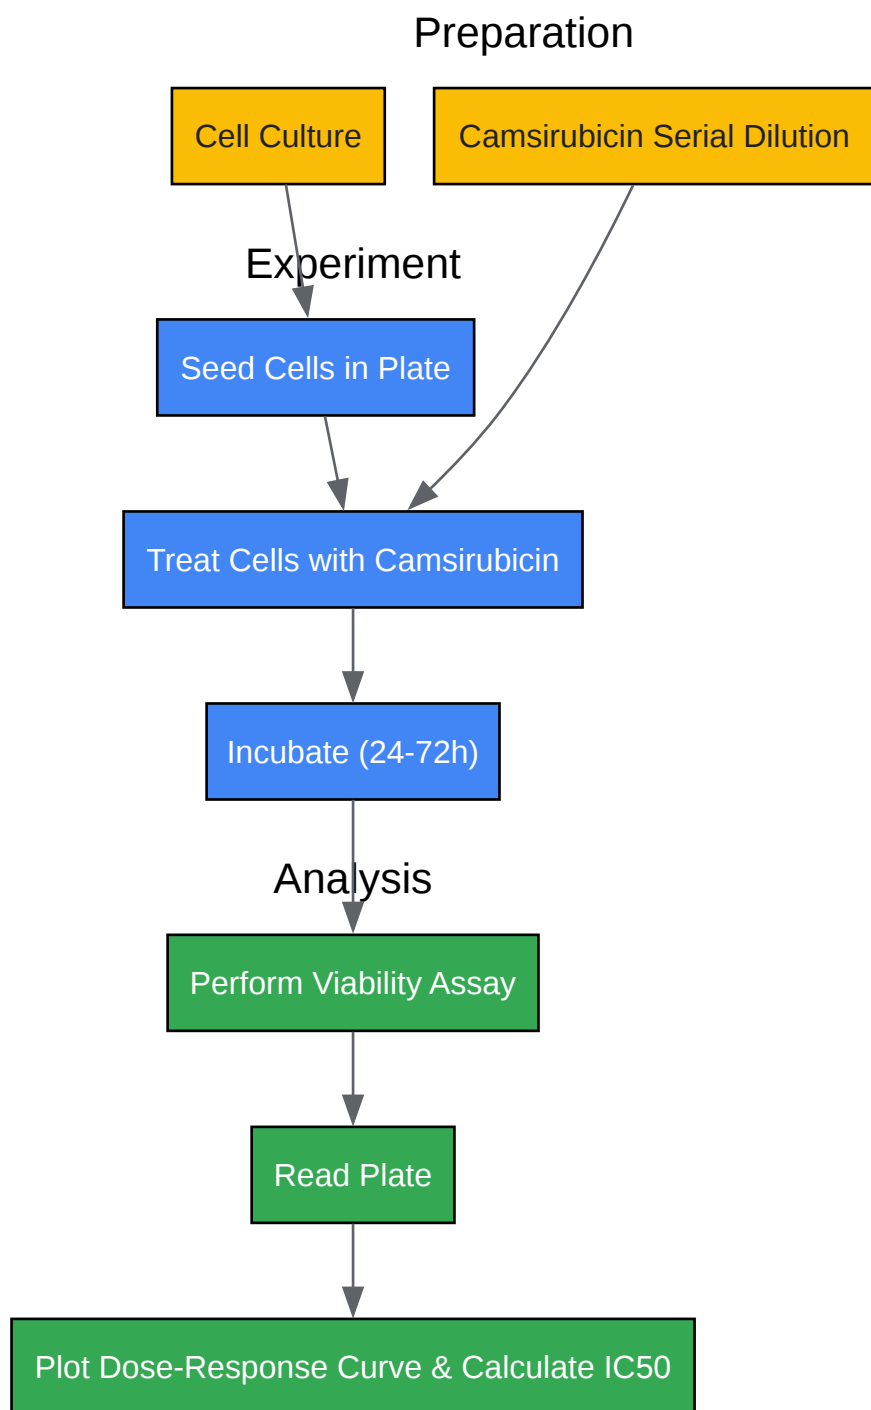 Preparation
Cell Culture
Camsirubicin Serial Dilution
Experiment
Seed Cells in Plate
Treat Cells with Camsirubicin
Incubate (24-72h)
Analysis
Perform Viability Assay
Read Plate
Plot Dose-Response Curve & Calculate IC50